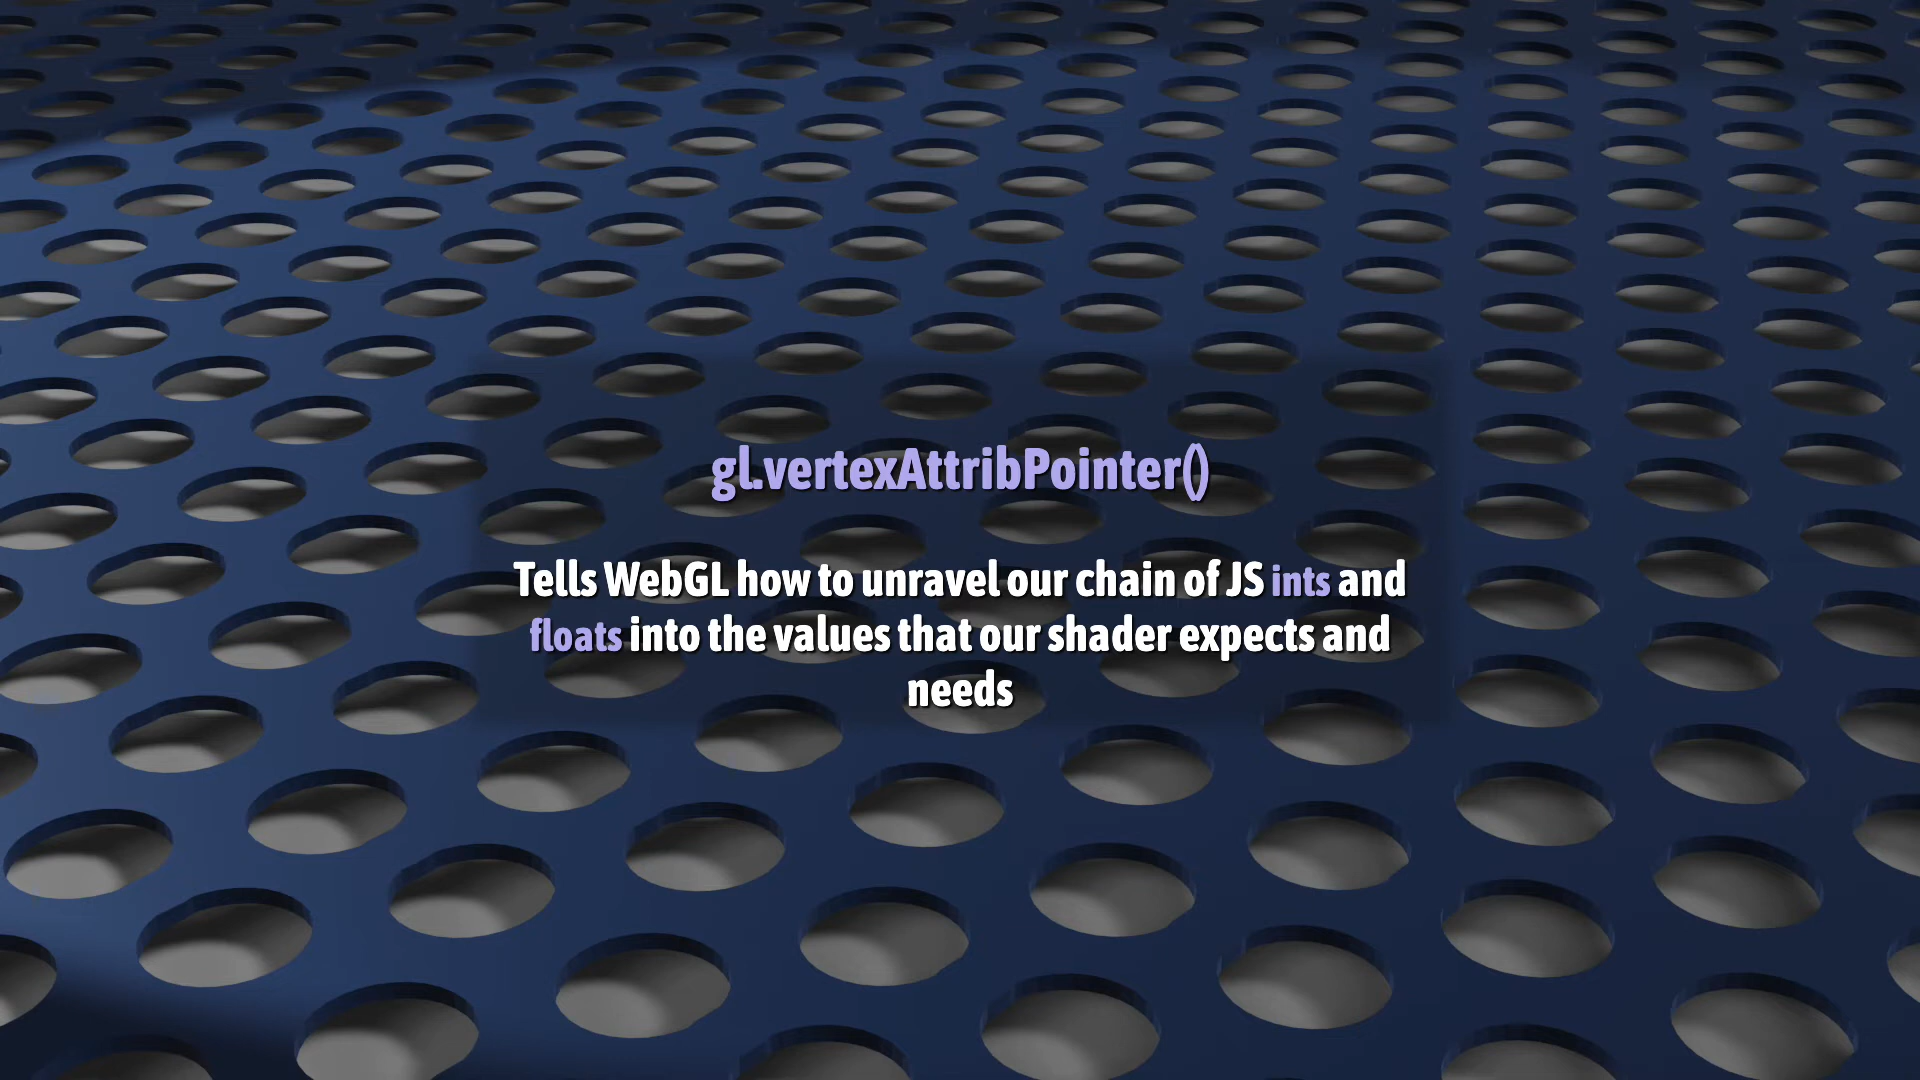 gl.vertexAttribPointer()
Tells WebGL how to unravel our chain of JS ints and
floats into the values that our shader expects and
needs